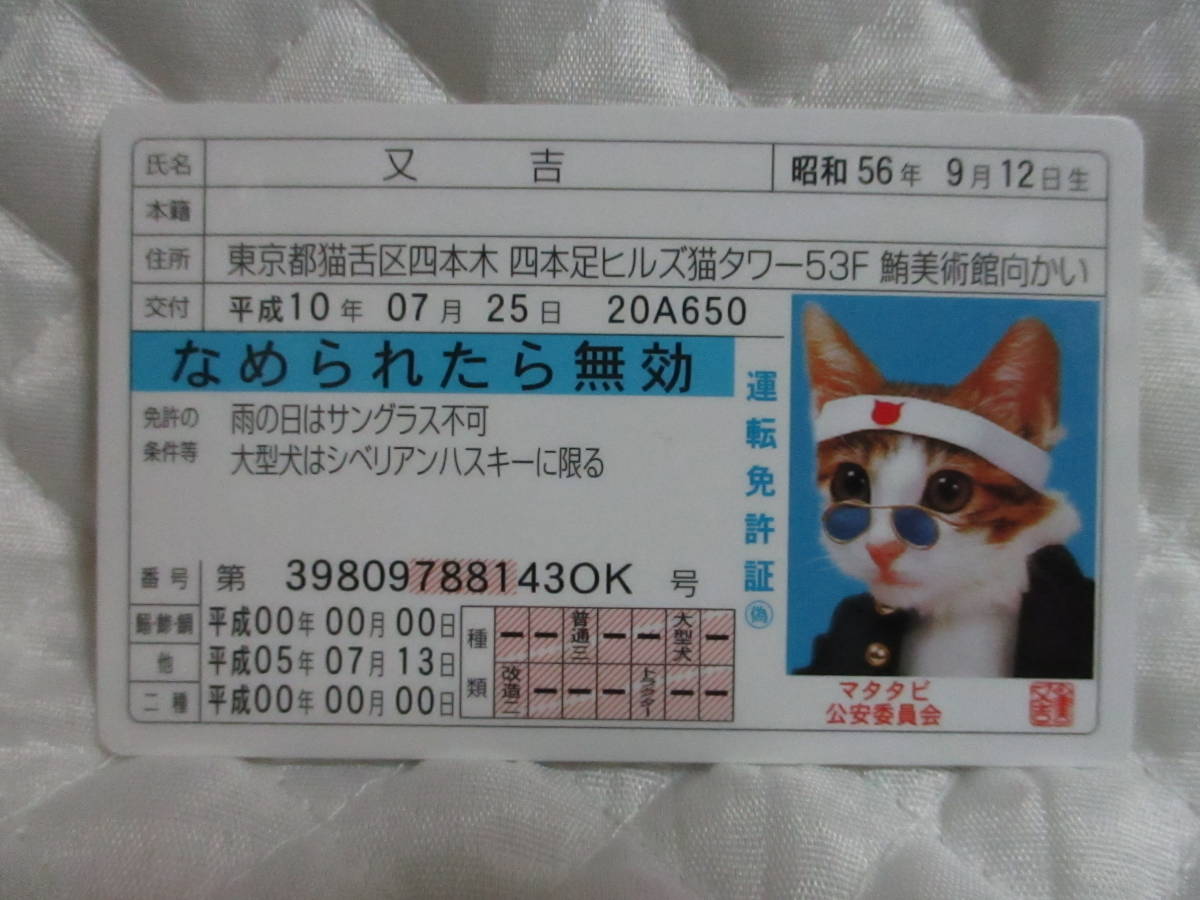 氏名 又吉 昭和56年 9月12日生
本籍
住所 東京都猫舌区四本木 四本足ヒルズ猫タワー53F 鮪美術館向かい
交付 平成10年 07月 25日 20A650
なめられたら無効
免許の 雨の日はサングラス不可
条件等 大型犬はシベリアンハスキーに限る
運転免許証
偽
番号 第 398097881430K 号
平成00年 00月 00日
他 平成05年 07月 13日
二種 平成00年 00月 00日
種類
普通三 大型犬
改造二
マタタビ
公安委員会